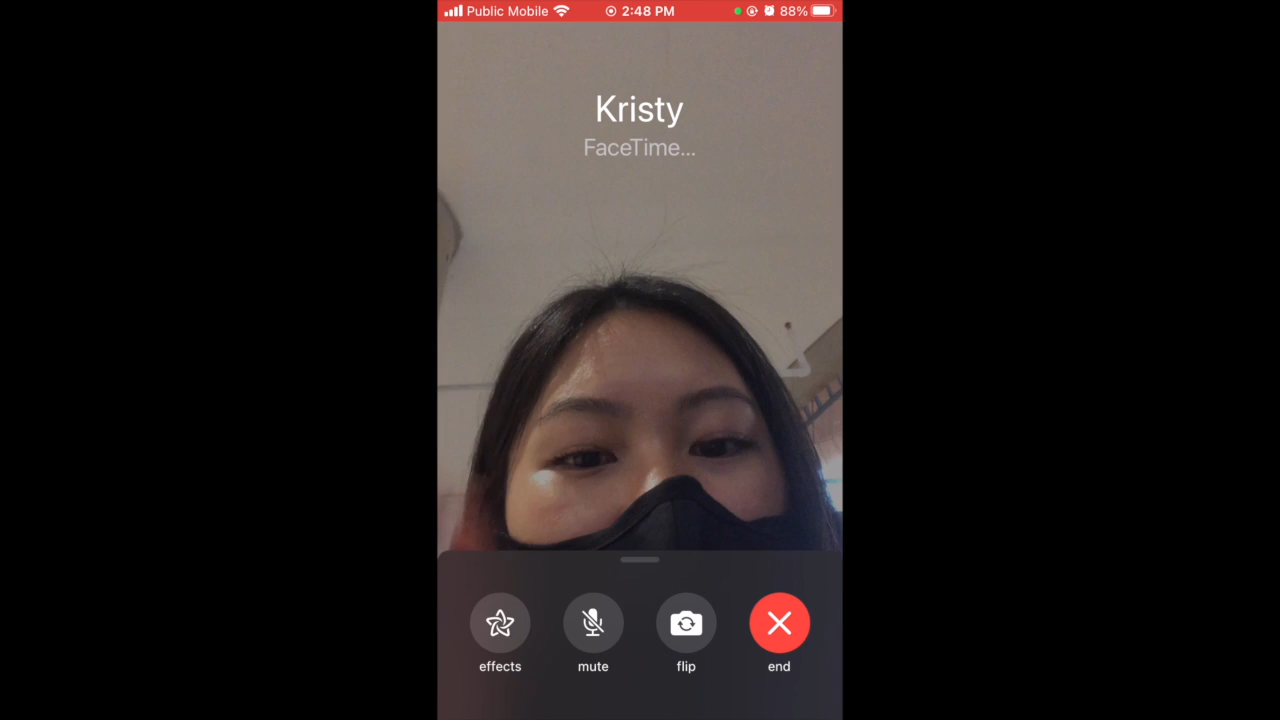 Public Mobile 2:48 PM 88%
Kristy
FaceTime...
effects mute flip end